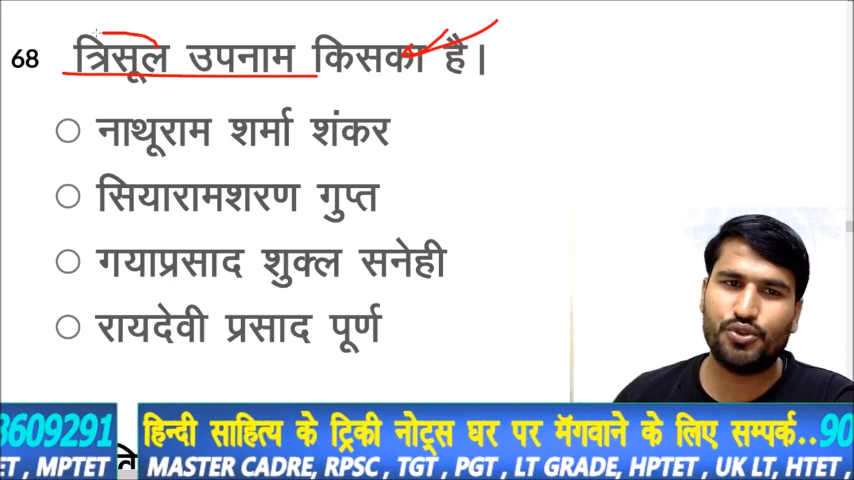 68 त्रिसूल उपनाम किसका है।
नाथूराम शर्मा शंकर
सियारामशरण गुप्त
गयाप्रसाद शुक्ल सनेही
रायदेवी प्रसाद पूर्ण
3609291 हिन्दी साहित्य के ट्रिकी नोट्स घर पर मॅगवाने के लिए सम्पर्क..90
ET , MPTET MASTER CADRE, RPSC , TGT , PGT , LT GRADE, HPTET , UK LT, HTET ,